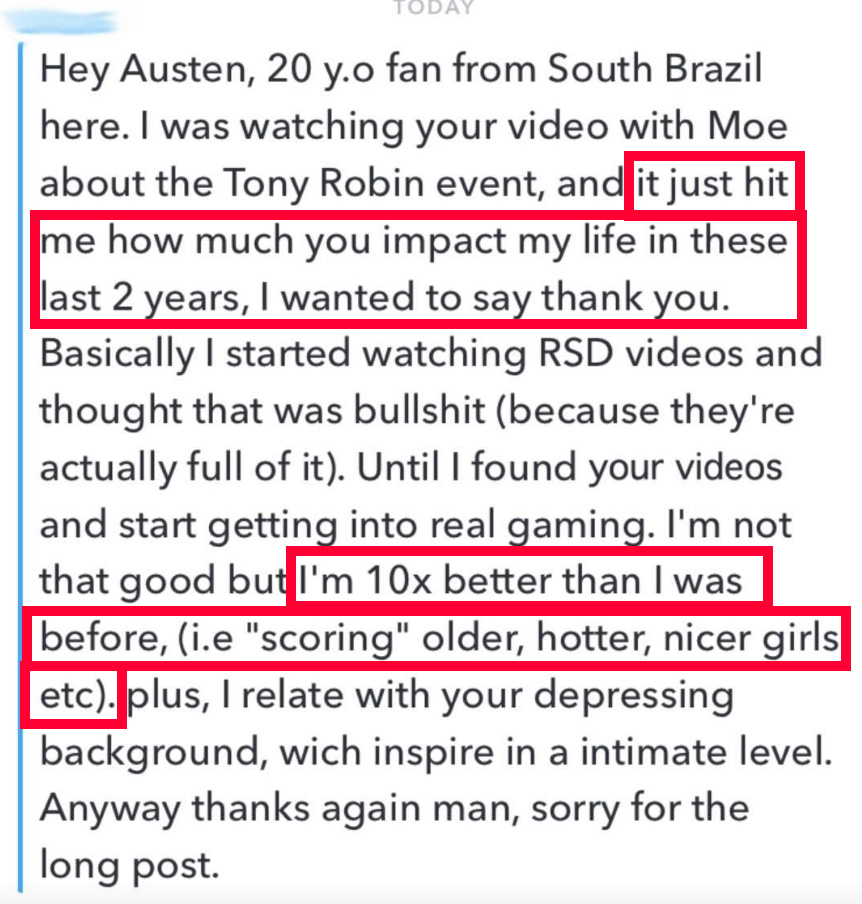 TODAY
Hey Austen, 20 y.o fan from South Brazil
here. I was watching your video with Moe
about the Tony Robin event, and it just hit
me how much you impact my life in these
last 2 years, I wanted to say thank you.
Basically I started watching RSD videos and
thought that was bullshit (because they're
actually full of it). Until I found your videos
and start getting into real gaming. I'm not
that good but I'm 10x better than I was
before, (i.e "scoring" older, hotter, nicer girls
etc). plus, I relate with your depressing
background, wich inspire in a intimate level.
Anyway thanks again man, sorry for the
long post.